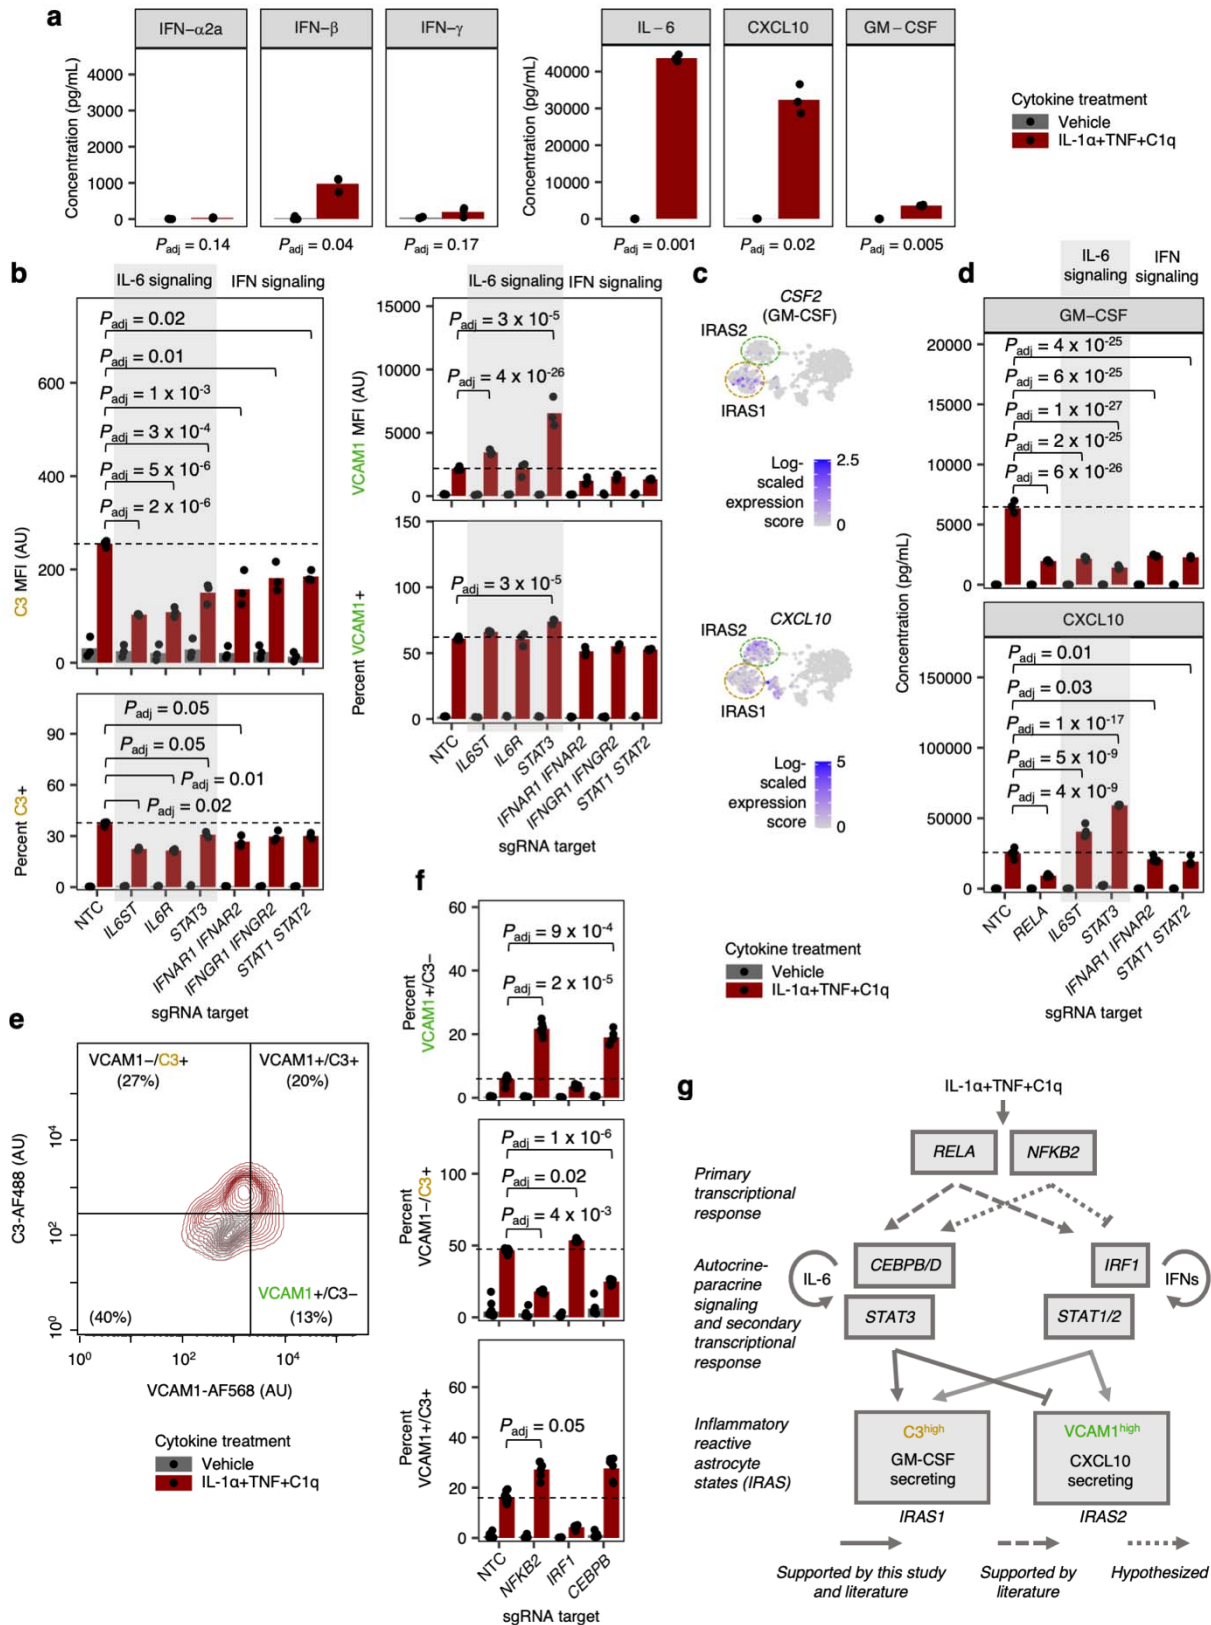 a
IFN−α2a
IFN−β
IFN−γ
Concentration (pg/mL)
4000
3000
2000
1000
0
Padj = 0.14
Padj = 0.04
Padj = 0.17
IL − 6
CXCL10
GM − CSF
Concentration (pg/mL)
40000
30000
20000
10000
0
Padj = 0.001
Padj = 0.02
Padj = 0.005
Cytokine treatment
Vehicle
IL-1α+TNF+C1q
b
IL-6 signaling
IFN signaling
C3 MFI (AU)
600
400
200
0
Padj = 0.02
Padj = 0.01
Padj = 1 x 10-3
Padj = 3 x 10-4
Padj = 5 x 10-6
Padj = 2 x 10-6
Percent C3+
90
60
30
0
Padj = 0.05
Padj = 0.05
Padj = 0.01
Padj = 0.02
NTC
IL6ST
IL6R
STAT3
IFNAR1 IFNAR2
IFNGR1 IFNGR2
STAT1 STAT2
sgRNA target
IL-6 signaling
IFN signaling
VCAM1 MFI (AU)
15000
10000
5000
0
Padj = 3 x 10-5
Padj = 4 x 10-26
Percent VCAM1+
150
100
50
0
Padj = 3 x 10-5
NTC
IL6ST
IL6R
STAT3
IFNAR1 IFNAR2
IFNGR1 IFNGR2
STAT1 STAT2
sgRNA target
c
CSF2
(GM-CSF)
IRAS2
IRAS1
Log-
scaled
expression
score
2.5
0
CXCL10
IRAS2
IRAS1
Log-
scaled
expression
score
5
0
d
IL-6
signaling
IFN
signaling
GM−CSF
Concentration (pg/mL)
20000
15000
10000
5000
0
Padj = 4 x 10-25
Padj = 6 x 10-25
Padj = 1 x 10-27
Padj = 2 x 10-25
Padj = 6 x 10-26
CXCL10
150000
100000
50000
0
Padj = 0.01
Padj = 0.03
Padj = 1 x 10-17
Padj = 5 x 10-9
Padj = 4 x 10-9
NTC
RELA
IL6ST
STAT3
IFNAR1 IFNAR2
STAT1 STAT2
sgRNA target
Cytokine treatment
Vehicle
IL-1α+TNF+C1q
e
VCAM1−/C3+
(27%)
VCAM1+/C3+
(20%)
(40%)
VCAM1+/C3−
(13%)
C3-AF488 (AU)
104
102
100
100
102
104
VCAM1-AF568 (AU)
Cytokine treatment
Vehicle
IL-1α+TNF+C1q
f
Percent
VCAM1+/C3−
60
40
20
0
Padj = 9 x 10-4
Padj = 2 x 10-5
Percent
VCAM1−/C3+
100
50
0
Padj = 1 x 10-6
Padj = 0.02
Padj = 4 x 10-3
Percent
VCAM1+/C3+
60
40
20
0
Padj = 0.05
NTC
NFKB2
IRF1
CEBPB
sgRNA target
g
IL-1α+TNF+C1q
RELA
NFKB2
Primary
transcriptional
response
CEBPB/D
IRF1
IL-6
IFNs
STAT3
STAT1/2
Autocrine-
paracrine
signaling
and secondary
transcriptional
response
Inflammatory
reactive
astrocyte
states (IRAS)
C3high
GM-CSF
secreting
IRAS1
VCAM1high
CXCL10
secreting
IRAS2
Supported by this study
and literature
Supported by
literature
Hypothesized